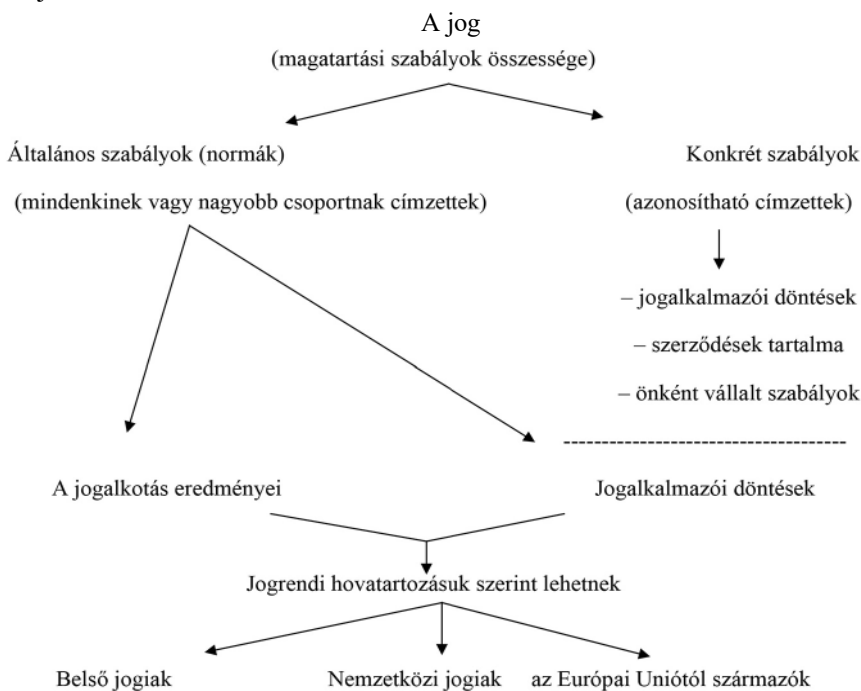 A jog
(magatartási szabályok összessége)
Általános szabályok (normák)
Konkrét szabályok
(mindenkinek vagy nagyobb csoportnak címzettek)
(azonosítható címzettek)
– jogalkalmazói döntések
– szerződések tartalma
– önként vállalt szabályok
A jogalkotás eredményei
Jogalkalmazói döntések
Jogrendi hovatartozásuk szerint lehetnek
Belső jogiak
Nemzetközi jogiak
az Európai Uniótól származók